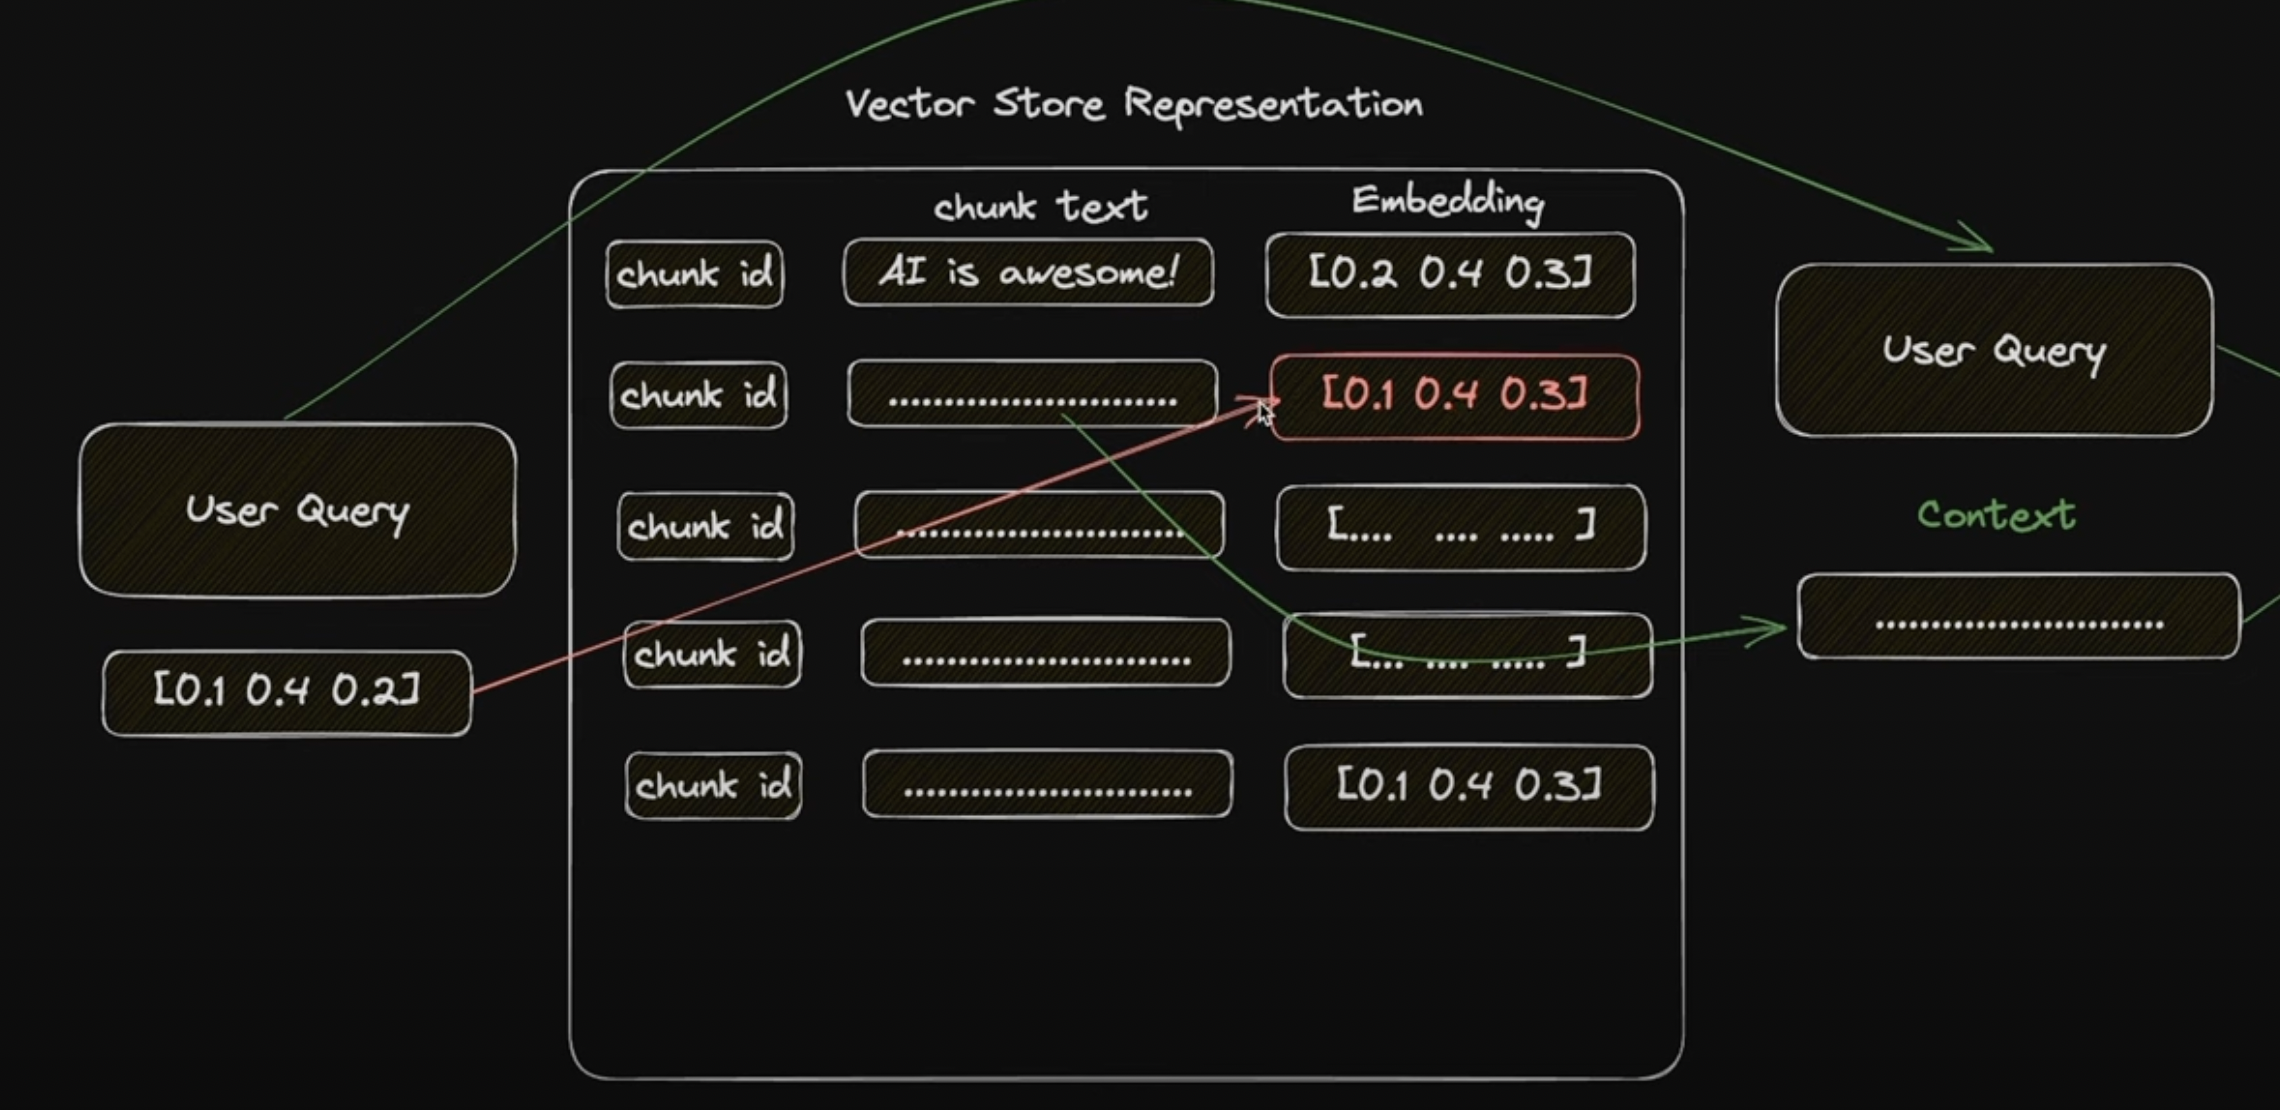 Vector Store Representation
chunk text
Embedding
chunk id
AI is awesome!
[0.2 0.4 0.3]
chunk id
..........................
[0.1 0.4 0.3]
chunk id
..........................
[.... .... ..... ]
chunk id
..........................
[... .... ..... ]
chunk id
..........................
[0.1 0.4 0.3]
User Query
[0.1 0.4 0.2]
User Query
Context
..........................